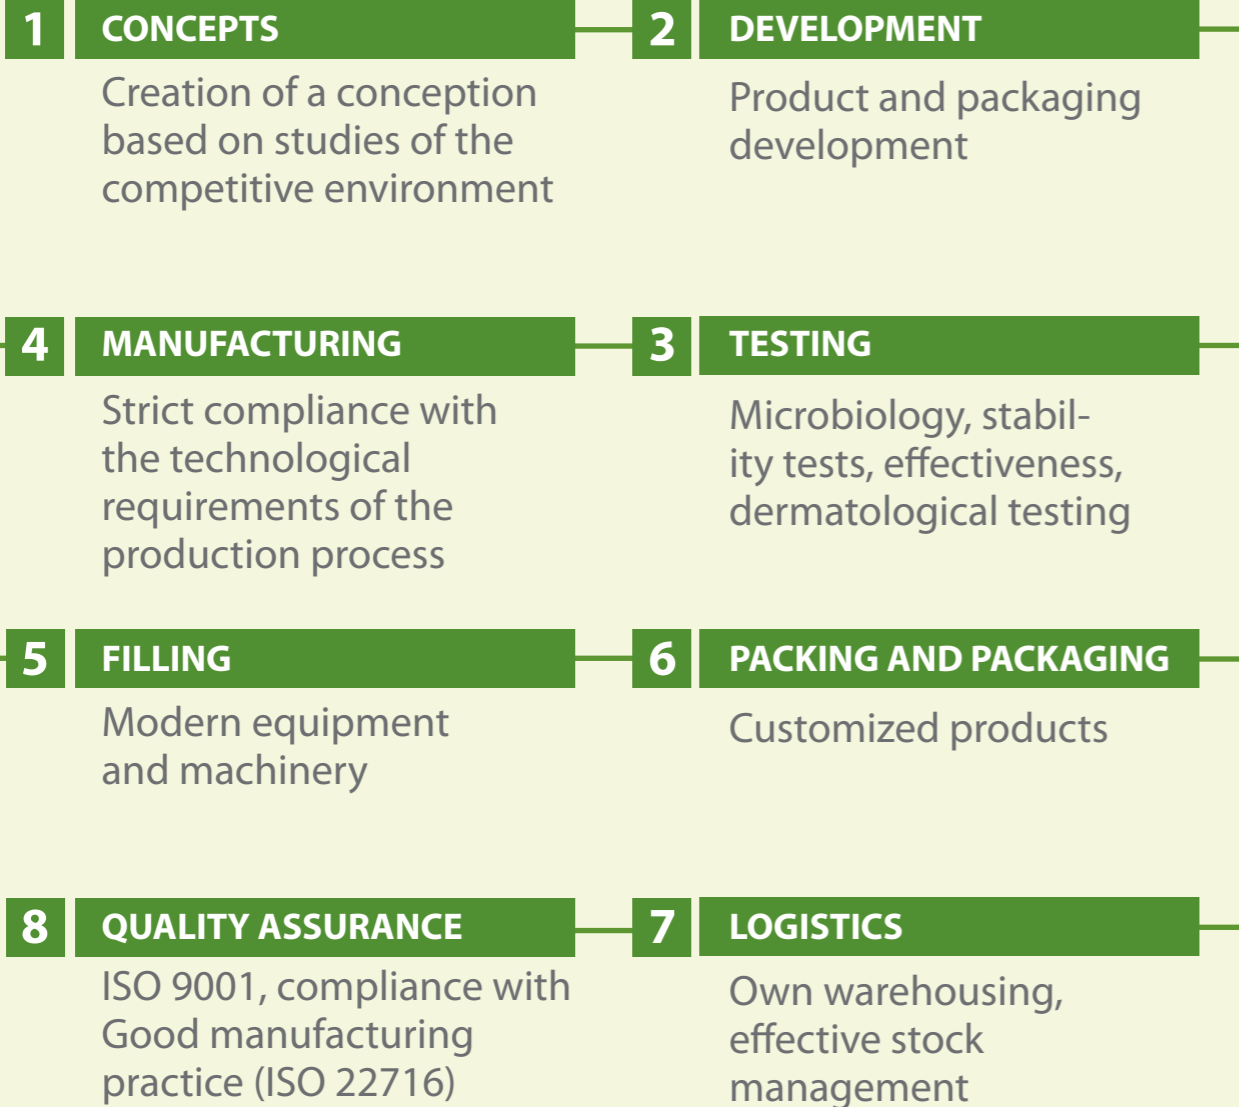 1 CONCEPTS
Creation of a conception
based on studies of the
competitive environment
2 DEVELOPMENT
Product and packaging
development
4 MANUFACTURING
Strict compliance with
the technological
requirements of the
production process
3 TESTING
Microbiology, stabil-
ity tests, effectiveness,
dermatological testing
5 FILLING
Modern equipment
and machinery
6 PACKING AND PACKAGING
Customized products
8 QUALITY ASSURANCE
ISO 9001, compliance with
Good manufacturing
practice (ISO 22716)
7 LOGISTICS
Own warehousing,
effective stock
management